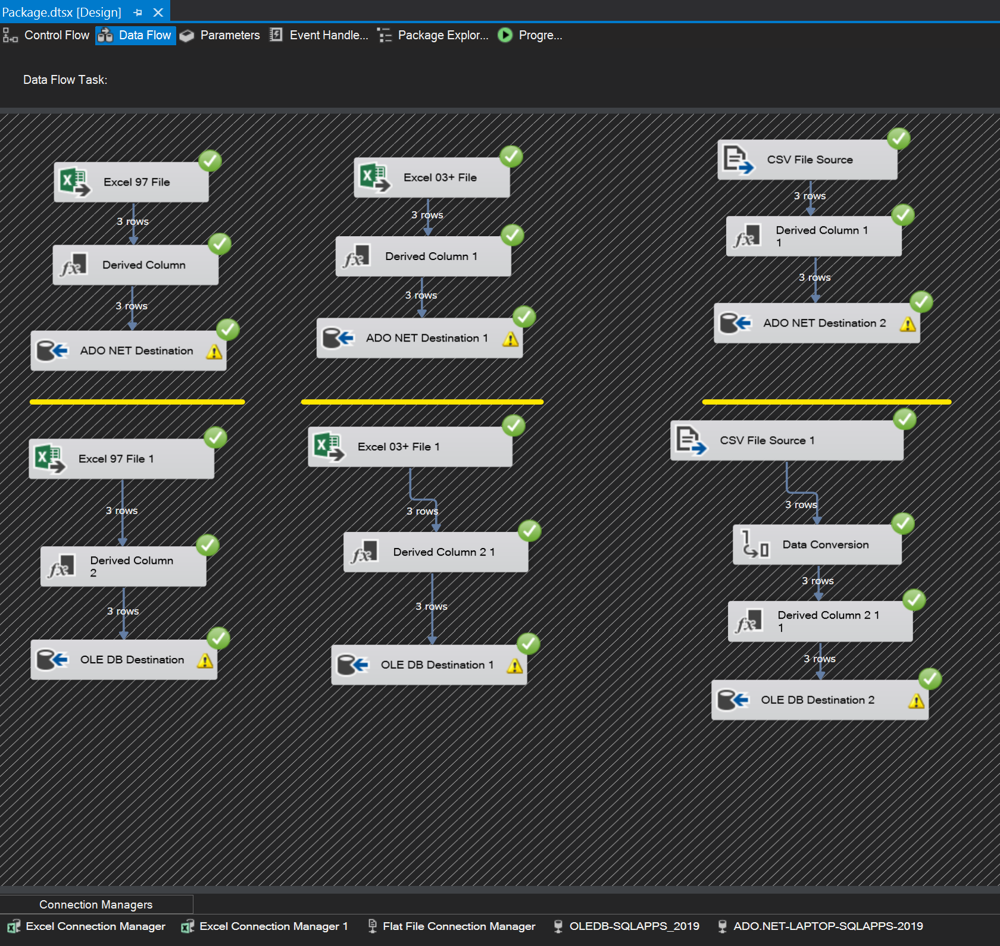 Package.dtsx [Design]
Control Flow
Data Flow
Parameters
Event Handle...
Package Explor...
Progre...
Data Flow Task:
Excel 97 File
3 rows
Derived Column
3 rows
ADO NET Destination
Excel 03+ File
3 rows
Derived Column 1
3 rows
ADO NET Destination 1
CSV File Source
3 rows
Derived Column 1
1
3 rows
ADO NET Destination 2
Excel 97 File 1
3 rows
Derived Column
2
3 rows
OLE DB Destination
Excel 03+ File 1
3 rows
Derived Column 2 1
3 rows
OLE DB Destination 1
CSV File Source 1
3 rows
Data Conversion
3 rows
Derived Column 2 1
1
3 rows
OLE DB Destination 2
Connection Managers
Excel Connection Manager
Excel Connection Manager 1
Flat File Connection Manager
OLEDB-SQLAPPS_2019
ADO.NET-LAPTOP-SQLAPPS-2019